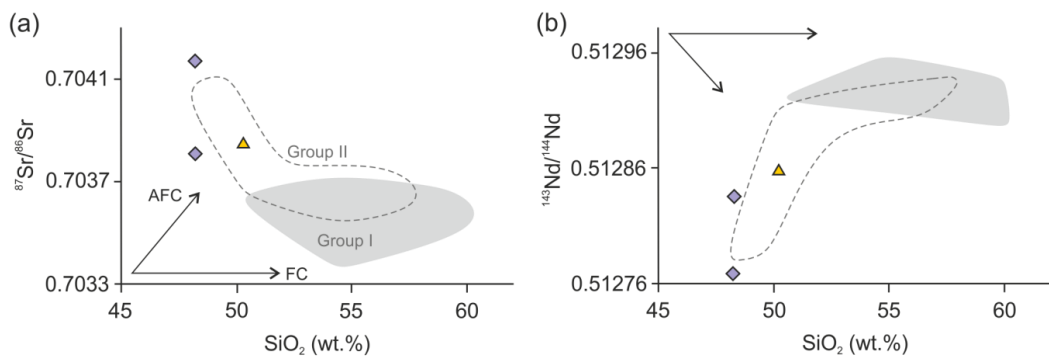 (a)
0.7041
0.7037
0.7033
⁸⁷Sr/⁸⁶Sr
Group II
Group I
AFC
FC
45
50
55
60
SiO₂ (wt.%)
(b)
0.51296
0.51286
0.51276
¹⁴³Nd/¹⁴⁴Nd
45
50
55
60
SiO₂ (wt.%)